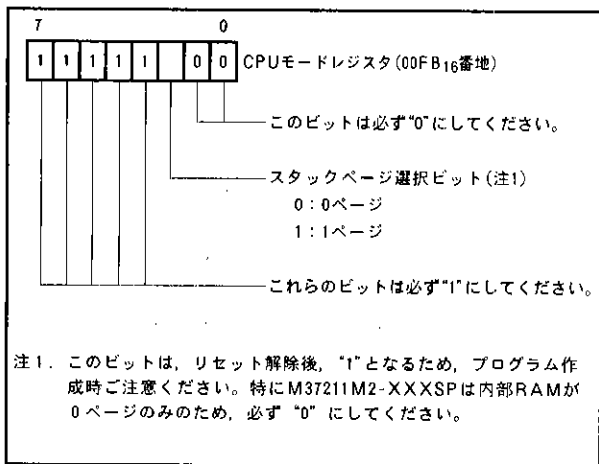 7 0
1 1 1 1 1 0 0 CPUモードレジスタ(00FB16番地)
このビットは必ず“0”にしてください。
スタックページ選択ビット(注1)
0:0ページ
1:1ページ
これらのビットは必ず“1”にしてください。
注1. このビットは, リセット解除後, “1”となるため, プログラム作
成時ご注意ください。特にM37211M2-XXXSPは内部RAMが
0ページのみのため, 必ず “0” にしてください。